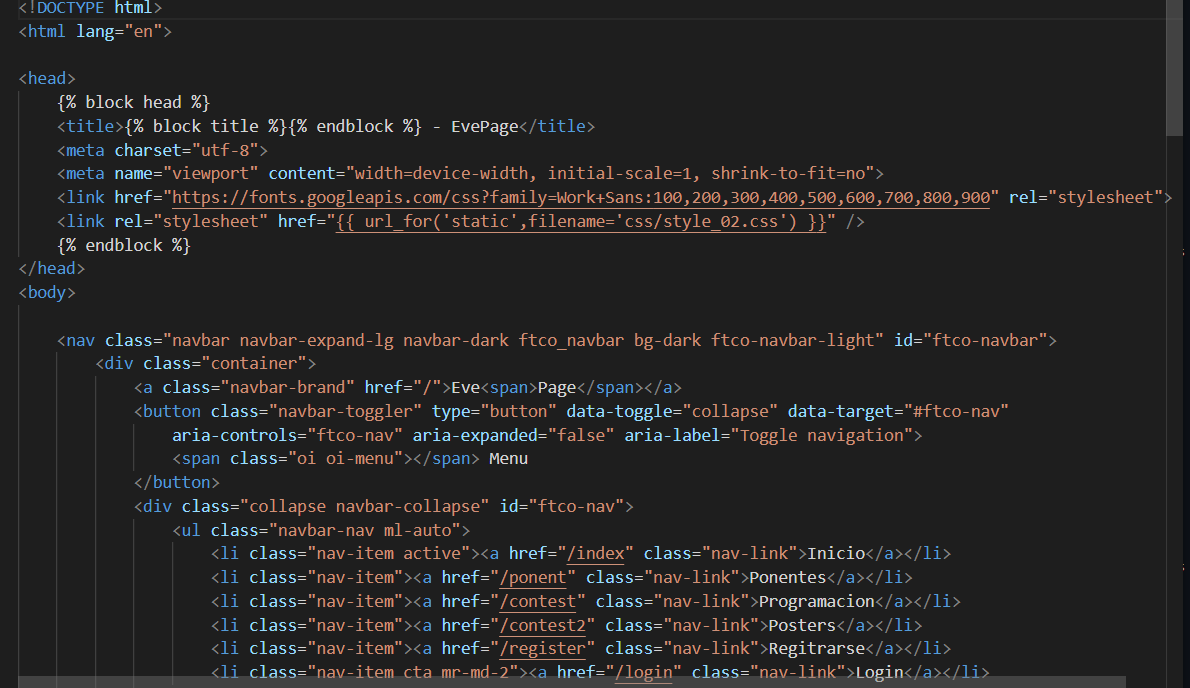 <!DOCTYPE html>
<html lang="en">
<head>
{% block head %}
<title>{% block title %}{% endblock %} - EvePage</title>
<meta charset="utf-8">
<meta name="viewport" content="width=device-width, initial-scale=1, shrink-to-fit=no">
<link href="https://fonts.googleapis.com/css?family=Work+Sans:100,200,300,400,500,600,700,800,900" rel="stylesheet">
<link rel="stylesheet" href="{{ url_for('static',filename='css/style_02.css') }}" />
{% endblock %}
</head>
<body>
<nav class="navbar navbar-expand-lg navbar-dark ftco_navbar bg-dark ftco-navbar-light" id="ftco-navbar">
<div class="container">
<a class="navbar-brand" href="/">Eve<span>Page</span></a>
<button class="navbar-toggler" type="button" data-toggle="collapse" data-target="#ftco-nav"
aria-controls="ftco-nav" aria-expanded="false" aria-label="Toggle navigation">
<span class="oi oi-menu"></span> Menu
</button>
<div class="collapse navbar-collapse" id="ftco-nav">
<ul class="navbar-nav ml-auto">
<li class="nav-item active"><a href="/index" class="nav-link">Inicio</a></li>
<li class="nav-item"><a href="/ponent" class="nav-link">Ponentes</a></li>
<li class="nav-item"><a href="/contest" class="nav-link">Programacion</a></li>
<li class="nav-item"><a href="/contest2" class="nav-link">Posters</a></li>
<li class="nav-item"><a href="/register" class="nav-link">Regitrarse</a></li>
<li class="nav-item cta mr-md-2"><a href="/login" class="nav-link">Login</a></li>